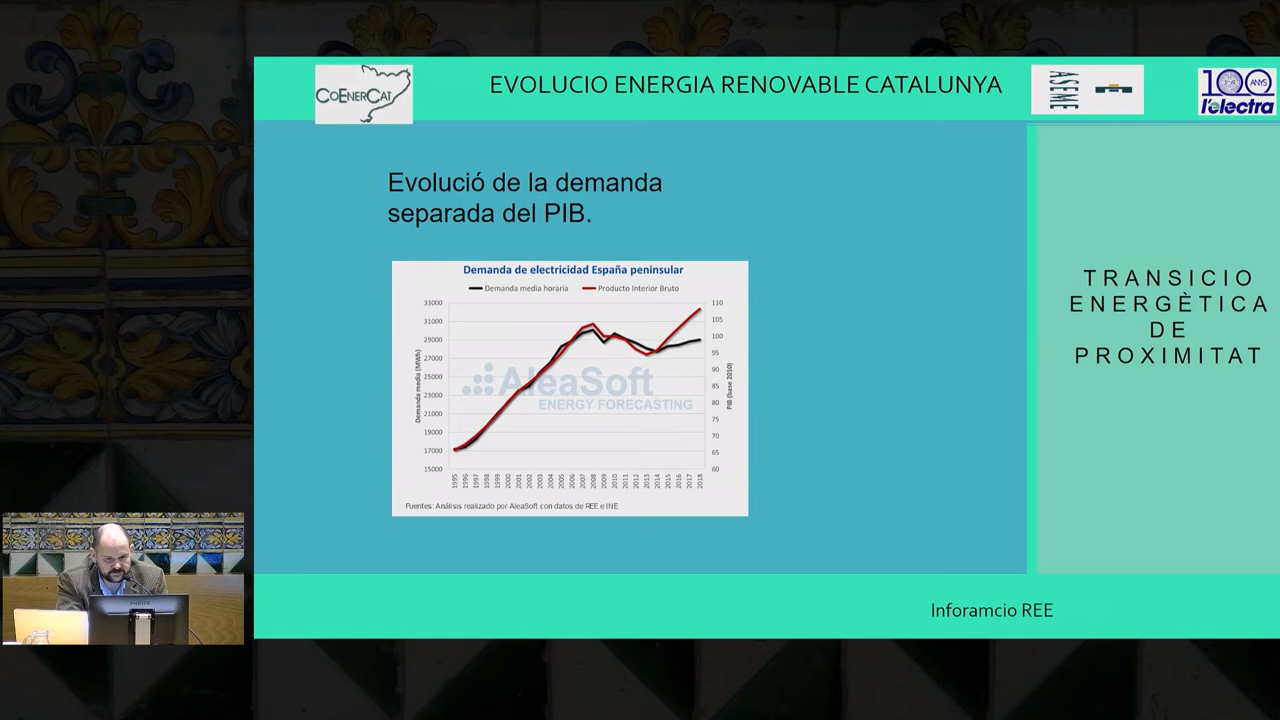 COENERCAT
EVOLUCIO ENERGIA RENOVABLE CATALUNYA
ASEME
100 ANYS
l'electra
Evolució de la demanda
separada del PIB.
TRANSICIO
ENERGÈTICA
DE
PROXIMITAT
Demanda de electricidad España peninsular
Demanda media horaria
Producto Interior Bruto
Demanda media (MWh)
33000
31000
29000
27000
25000
23000
21000
19000
17000
15000
AleaSoft
ENERGY FORECASTING
110
105
100
95
90
85
80
75
70
65
60
PIB (base 2010)
1995 1996 1997 1998 1999 2000 2001 2002 2003 2004 2005 2006 2007 2008 2009 2010 2011 2012 2013 2014 2015 2016 2017 2018
Fuentes: Análisis realizado por AleaSoft con datos de REE e INE.
PHILIPS
Inforamcio REE